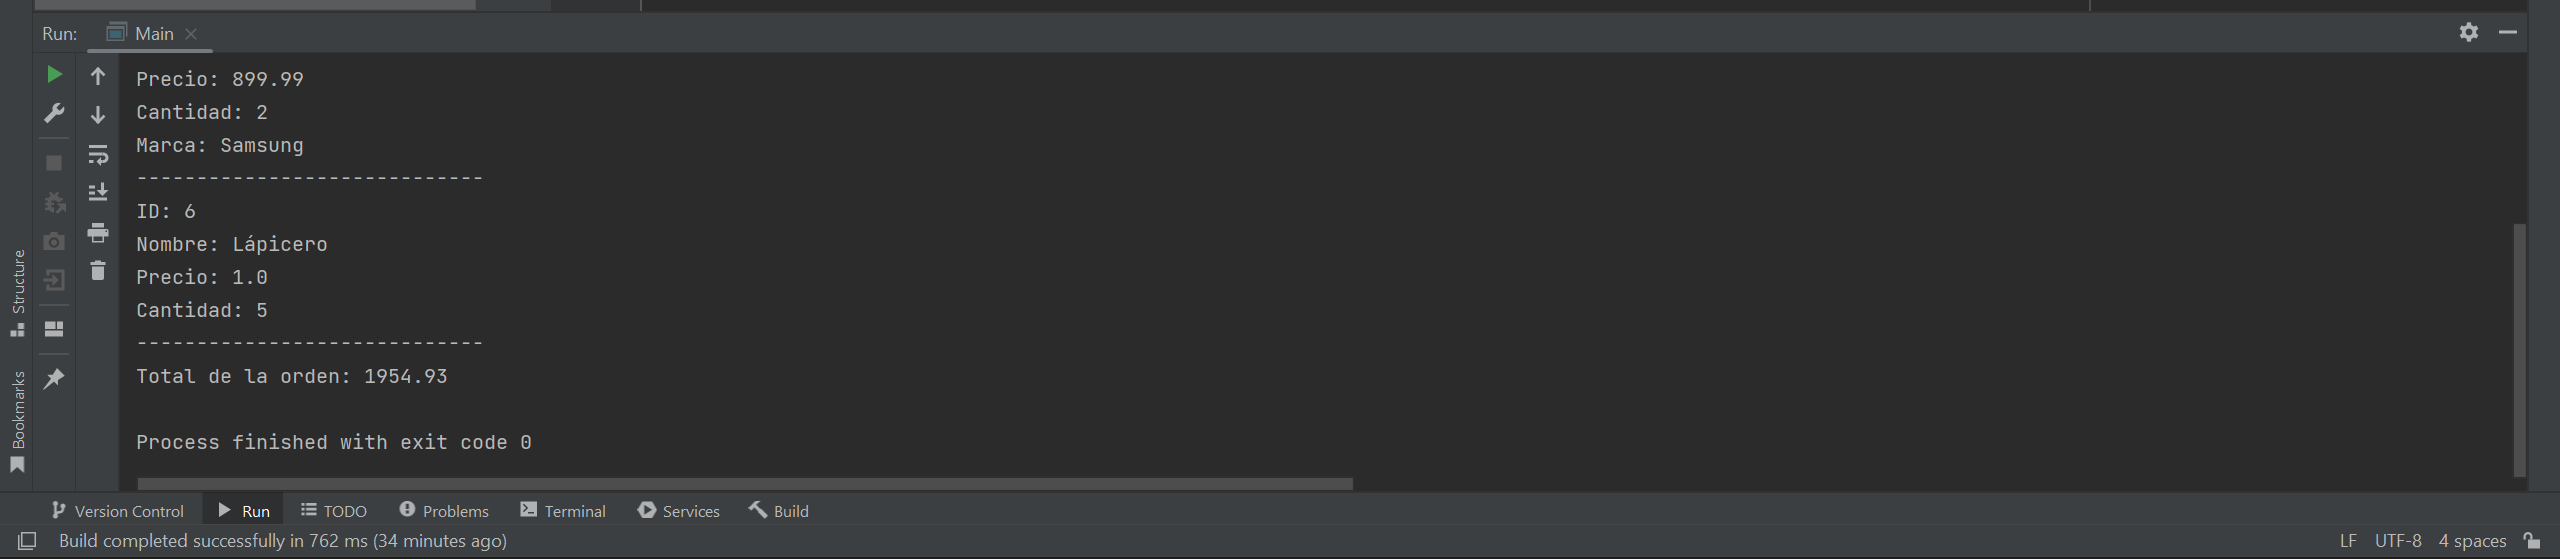 Run: Main
Precio: 899.99
Cantidad: 2
Marca: Samsung
-----------------------------
ID: 6
Nombre: Lápicero
Precio: 1.0
Cantidad: 5
-----------------------------
Total de la orden: 1954.93
Process finished with exit code 0
Structure
Bookmarks
Version Control Run TODO Problems Terminal Services Build
Build completed successfully in 762 ms (34 minutes ago) LF UTF-8 4 spaces